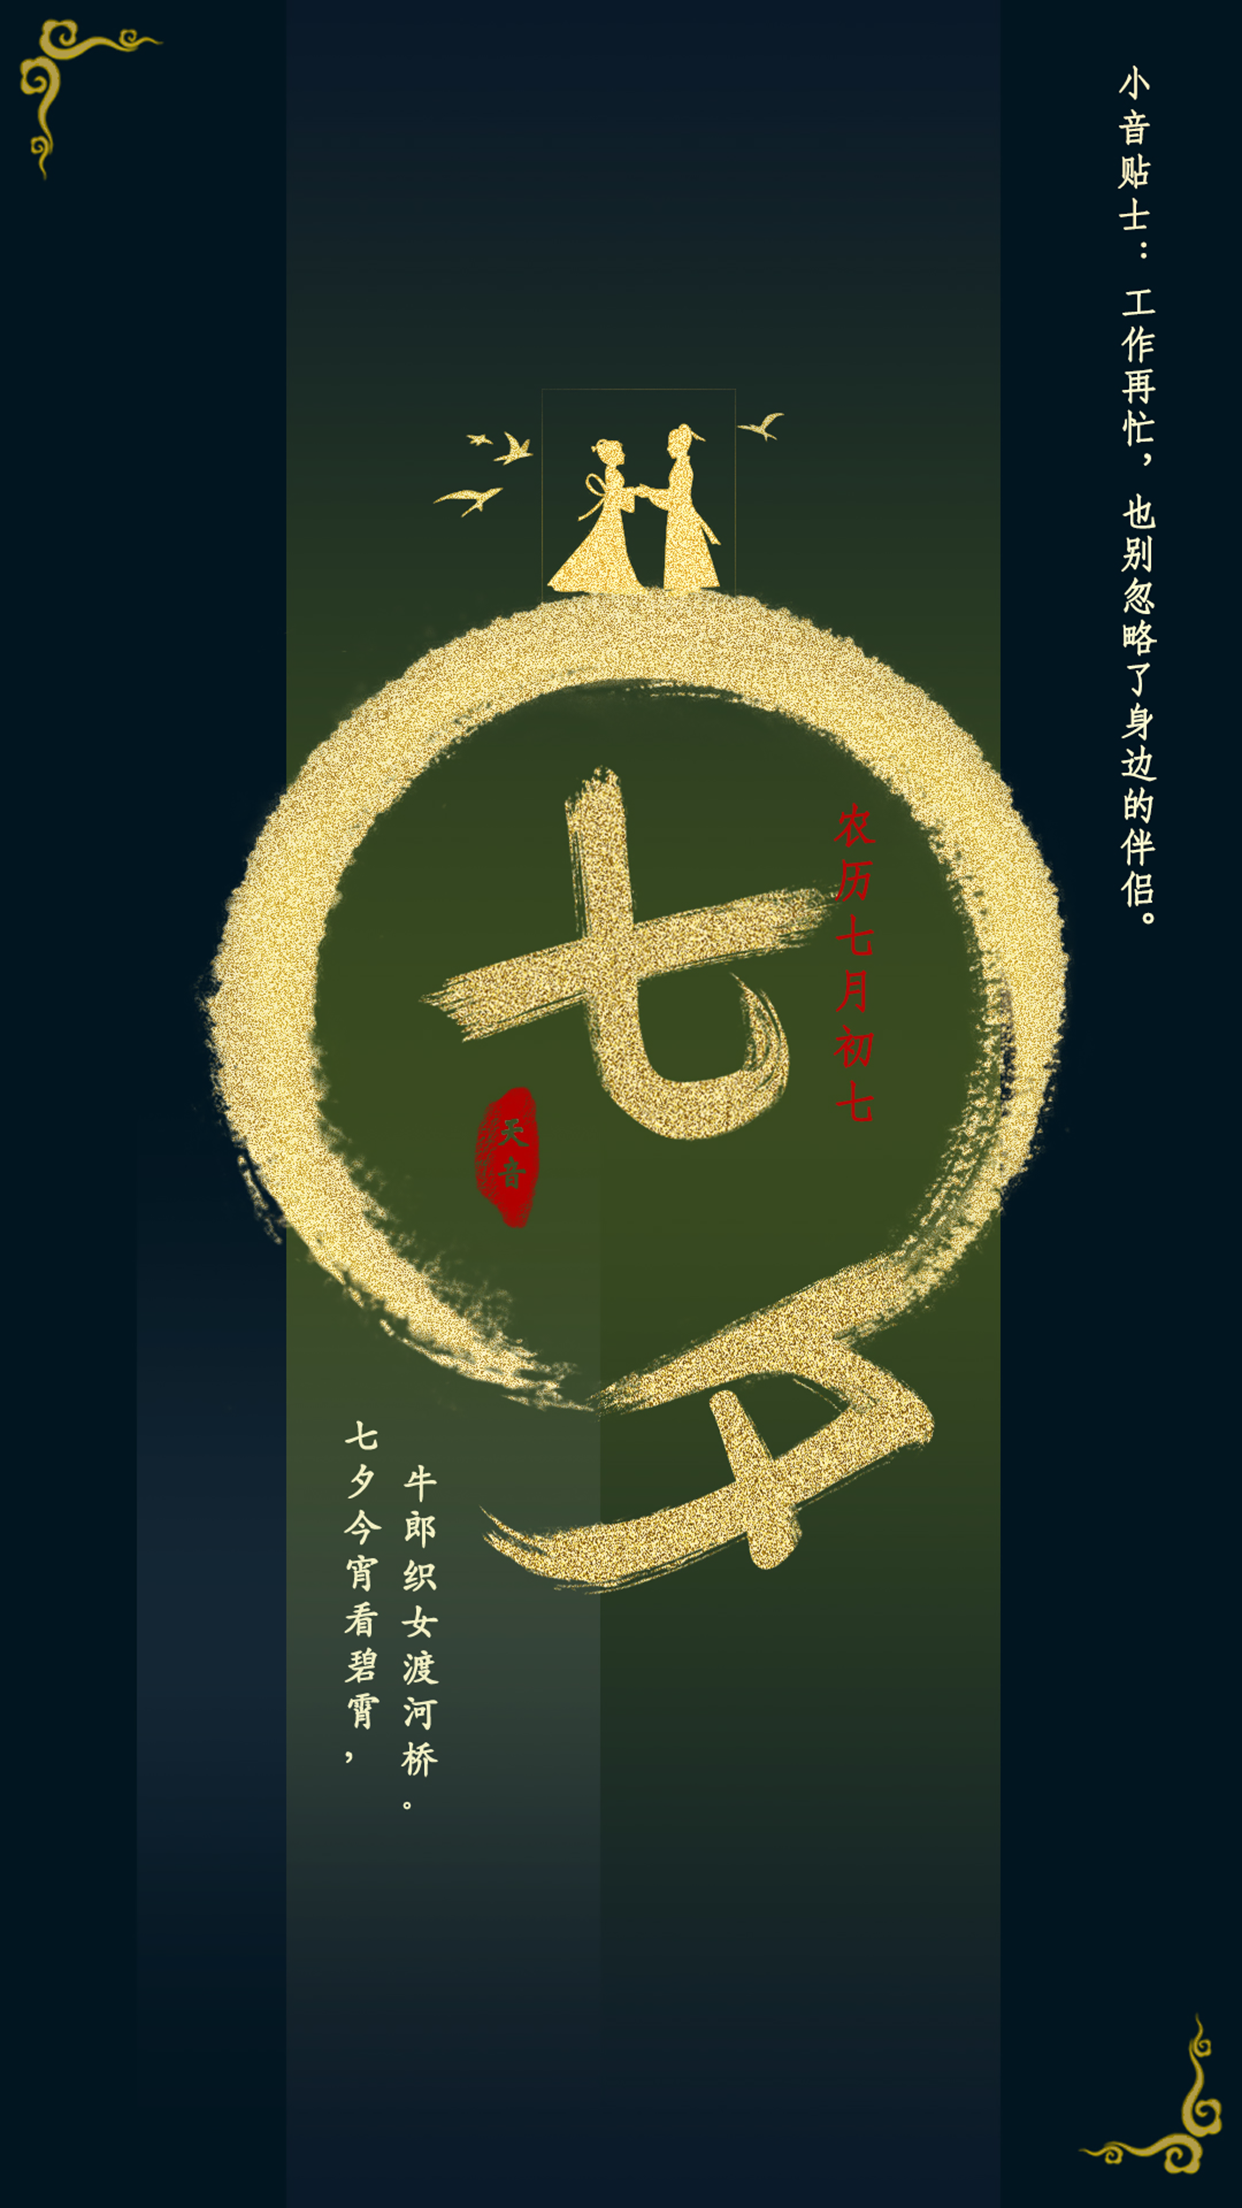 小音贴士：工作再忙，也别忽略了身边的伴侣。
七夕
农历七月初七
天音
七夕今宵看碧霄，
牛郎织女渡河桥。